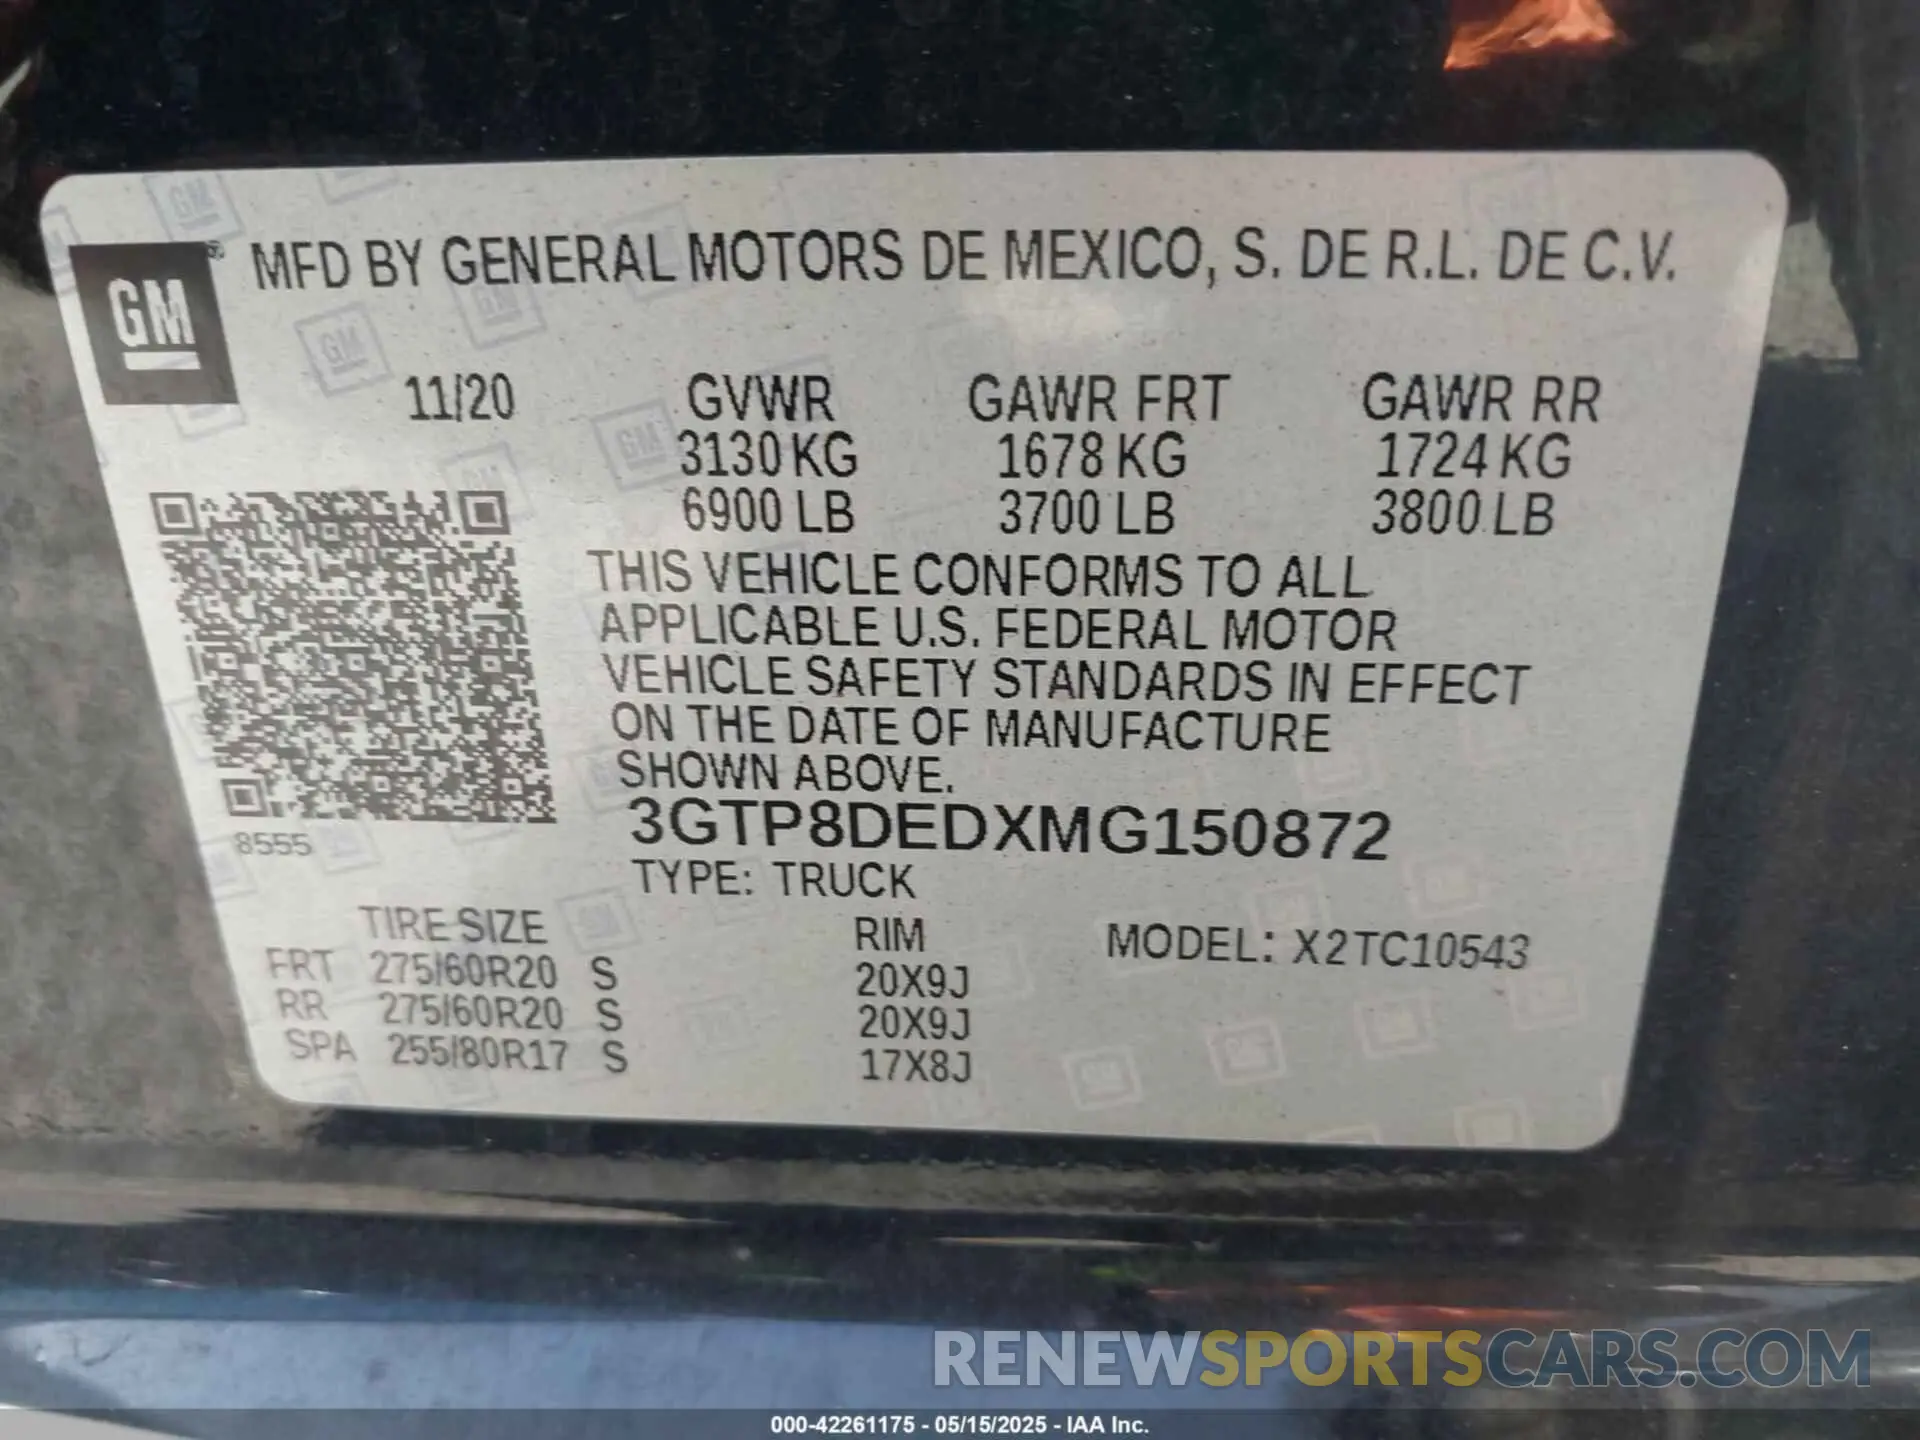 GM ® MFD BY GENERAL MOTORS DE MEXICO, S. DE R.L. DE C.V.
11/20 GVWR GAWR FRT GAWR RR
3130 KG 1678 KG 1724 KG
6900 LB 3700 LB 3800 LB
THIS VEHICLE CONFORMS TO ALL
APPLICABLE U.S. FEDERAL MOTOR
VEHICLE SAFETY STANDARDS IN EFFECT
ON THE DATE OF MANUFACTURE
SHOWN ABOVE.
3GTP8DEDXMG150872
8555
TYPE: TRUCK
TIRE SIZE RIM MODEL: X2TC10543
FRT 275/60R20 S 20X9J
RR 275/60R20 S 20X9J
SPA 255/80R17 S 17X8J
RENEWSPORTSCARS.COM
000-42261175 - 05/15/2025 - IAA Inc.